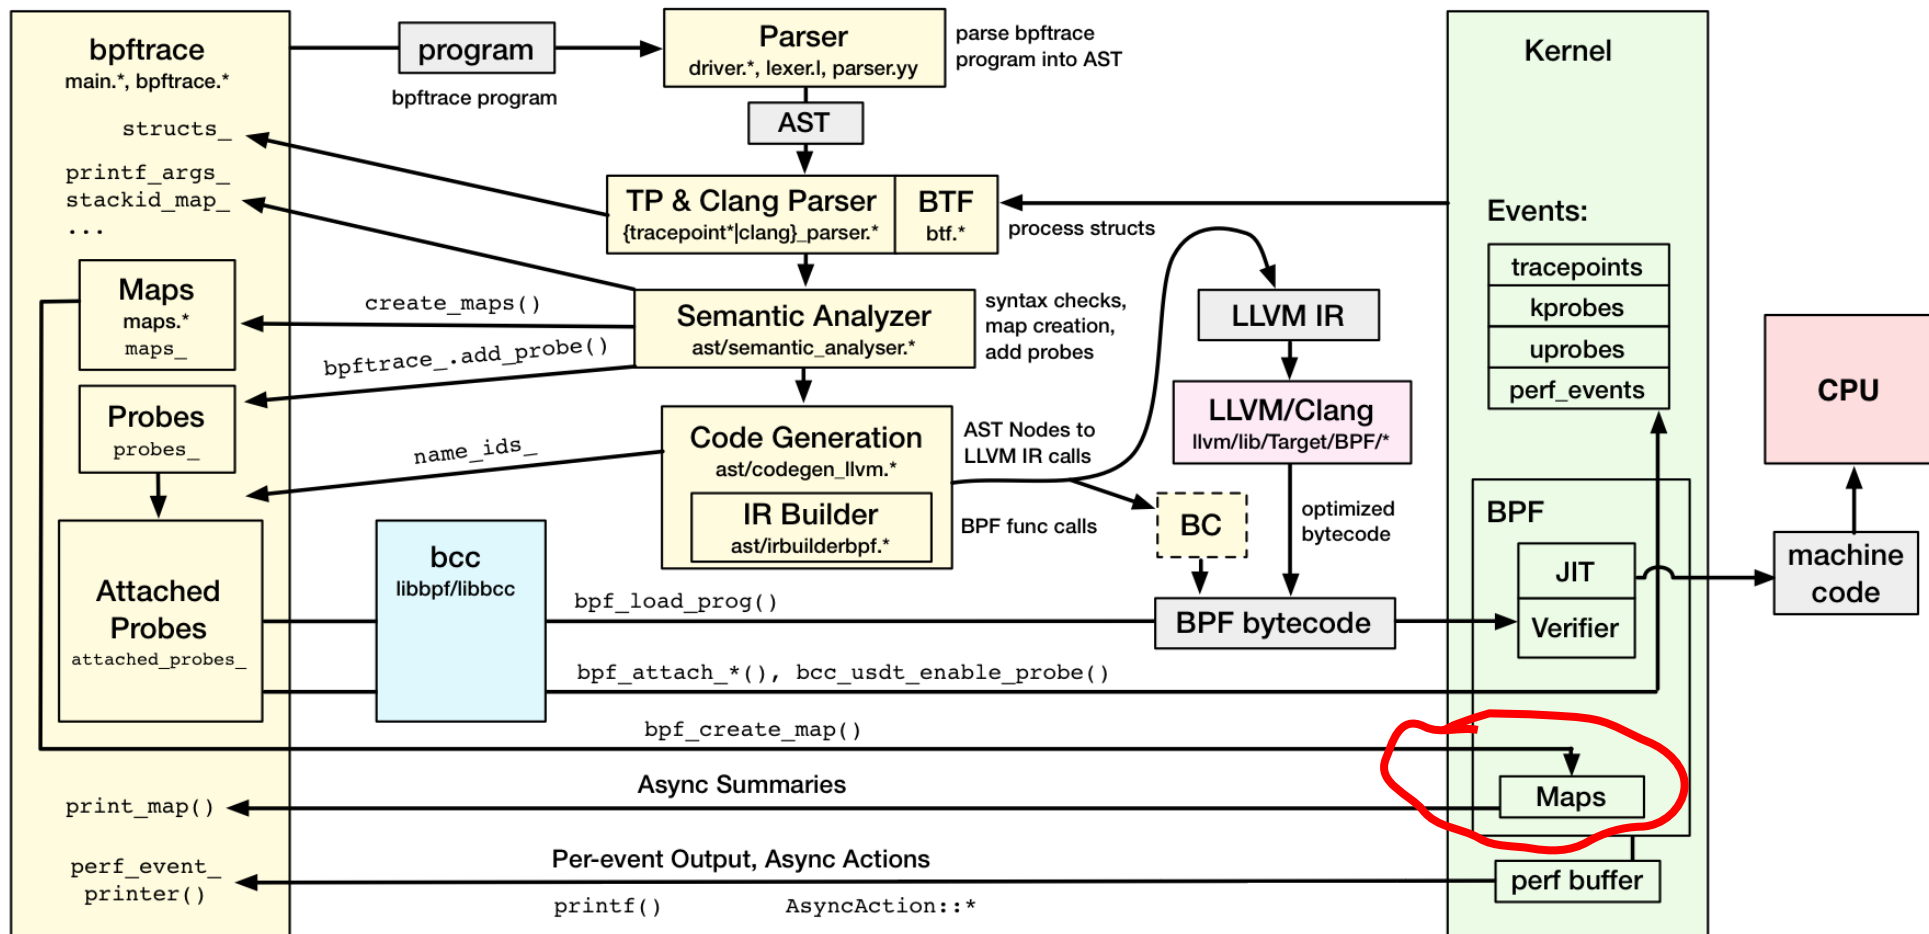 bpftrace
main.*, bpftrace.*
structs_
printf_args_
stackid_map_
...
Maps
maps.*
maps_
Probes
probes_
Attached
Probes
attached_probes_
print_map()
perf_event_
printer()
program
bpftrace program
Parser
driver.*, lexer.l, parser.yy
parse bpftrace
program into AST
AST
TP & Clang Parser
{tracepoint*|clang}_parser.*
BTF
btf.*
process structs
create_maps()
Semantic Analyzer
ast/semantic_analyser.*
syntax checks,
map creation,
add probes
bpftrace_.add_probe()
name_ids_
Code Generation
ast/codegen_llvm.*
IR Builder
ast/irbuilderbpf.*
AST Nodes to
LLVM IR calls
BPF func calls
LLVM IR
LLVM/Clang
llvm/lib/Target/BPF/*
optimized
bytecode
BC
bcc
libbpf/libbcc
bpf_load_prog()
BPF bytecode
bpf_attach_*(), bcc_usdt_enable_probe()
bpf_create_map()
Async Summaries
Per-event Output, Async Actions
printf()
AsyncAction::*
Kernel
Events:
tracepoints
kprobes
uprobes
perf_events
BPF
JIT
Verifier
Maps
perf buffer
CPU
machine
code